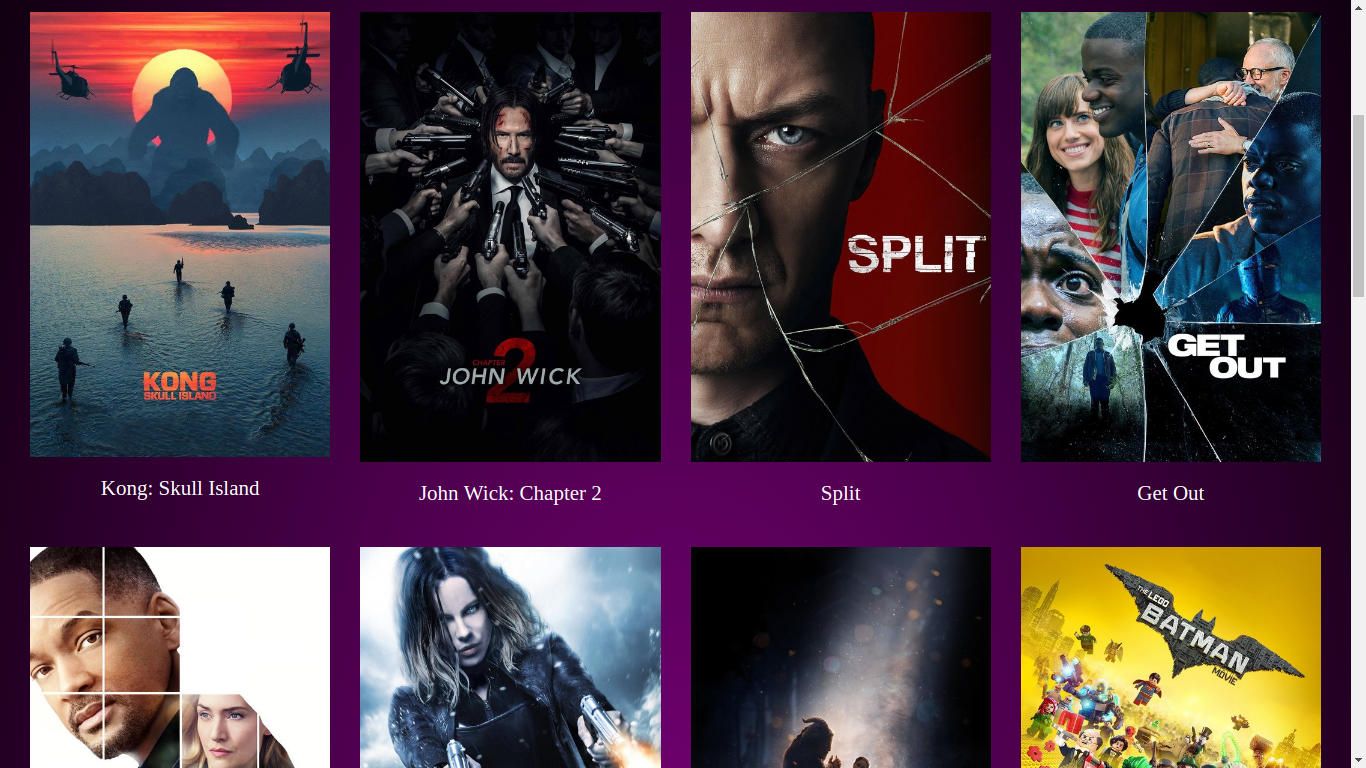 KONG
SKULL ISLAND
CHAPTER
2
JOHN WICK
SPLIT
GET
OUT
Kong: Skull Island
John Wick: Chapter 2
Split
Get Out
THE LEGO
BATMAN
MOVIE